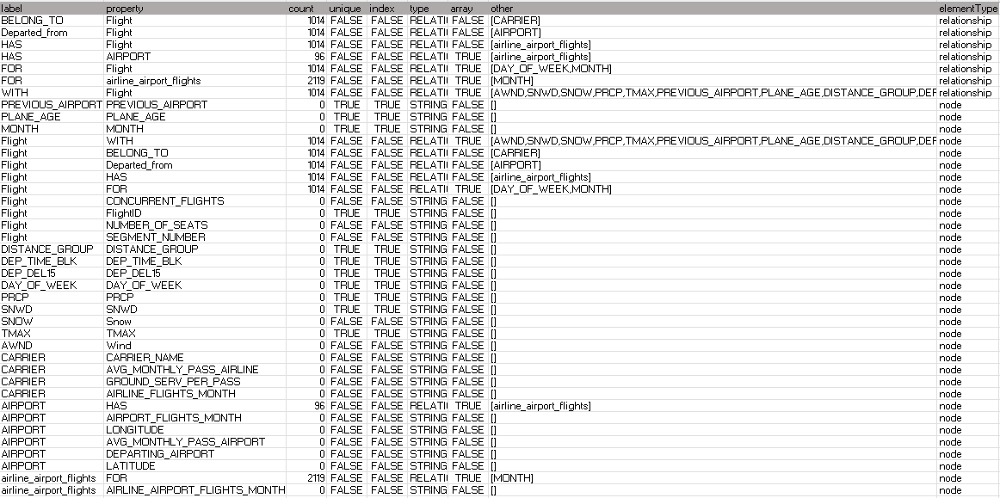 label property count unique index type array other elementType
BELONG_TO Flight 1014 FALSE FALSE RELATI FALSE [CARRIER] relationship
Departed_from Flight 1014 FALSE FALSE RELATI FALSE [AIRPORT] relationship
HAS Flight 1014 FALSE FALSE RELATI FALSE [airline_airport_flights] relationship
HAS AIRPORT 96 FALSE FALSE RELATI TRUE [airline_airport_flights] relationship
FOR Flight 1014 FALSE FALSE RELATI TRUE [DAY_OF_WEEK,MONTH] relationship
FOR airline_airport_flights 2119 FALSE FALSE RELATI TRUE [MONTH] relationship
WITH Flight 1014 FALSE FALSE RELATI TRUE [AWND,SNWD,SNOW,PRCP,TMAX,PREVIOUS_AIRPORT,PLANE_AGE,DISTANCE_GROUP,DEP relationship
PREVIOUS_AIRPORT PREVIOUS_AIRPORT 0 TRUE TRUE STRING FALSE [] node
PLANE_AGE PLANE_AGE 0 TRUE TRUE STRING FALSE [] node
MONTH MONTH 0 TRUE TRUE STRING FALSE [] node
Flight WITH 1014 FALSE FALSE RELATI TRUE [AWND,SNWD,SNOW,PRCP,TMAX,PREVIOUS_AIRPORT,PLANE_AGE,DISTANCE_GROUP,DEP node
Flight BELONG_TO 1014 FALSE FALSE RELATI FALSE [CARRIER] node
Flight Departed_from 1014 FALSE FALSE RELATI FALSE [AIRPORT] node
Flight HAS 1014 FALSE FALSE RELATI FALSE [airline_airport_flights] node
Flight FOR 1014 FALSE FALSE RELATI TRUE [DAY_OF_WEEK,MONTH] node
Flight CONCURRENT_FLIGHTS 0 FALSE FALSE STRING FALSE [] node
Flight FlightID 0 TRUE TRUE STRING FALSE [] node
Flight NUMBER_OF_SEATS 0 FALSE FALSE STRING FALSE [] node
Flight SEGMENT_NUMBER 0 FALSE FALSE STRING FALSE [] node
DISTANCE_GROUP DISTANCE_GROUP 0 TRUE TRUE STRING FALSE [] node
DEP_TIME_BLK DEP_TIME_BLK 0 TRUE TRUE STRING FALSE [] node
DEP_DEL15 DEP_DEL15 0 TRUE TRUE STRING FALSE [] node
DAY_OF_WEEK DAY_OF_WEEK 0 TRUE TRUE STRING FALSE [] node
PRCP PRCP 0 TRUE TRUE STRING FALSE [] node
SNWD SNWD 0 TRUE TRUE STRING FALSE [] node
SNOW Snow 0 FALSE FALSE STRING FALSE [] node
TMAX TMAX 0 TRUE TRUE STRING FALSE [] node
AWND Wind 0 FALSE FALSE STRING FALSE [] node
CARRIER CARRIER_NAME 0 FALSE FALSE STRING FALSE [] node
CARRIER AVG_MONTHLY_PASS_AIRLINE 0 FALSE FALSE STRING FALSE [] node
CARRIER GROUND_SERV_PER_PASS 0 FALSE FALSE STRING FALSE [] node
CARRIER AIRLINE_FLIGHTS_MONTH 0 FALSE FALSE STRING FALSE [] node
AIRPORT HAS 96 FALSE FALSE RELATI TRUE [airline_airport_flights] node
AIRPORT AIRPORT_FLIGHTS_MONTH 0 FALSE FALSE STRING FALSE [] node
AIRPORT LONGITUDE 0 FALSE FALSE STRING FALSE [] node
AIRPORT AVG_MONTHLY_PASS_AIRPORT 0 FALSE FALSE STRING FALSE [] node
AIRPORT DEPARTING_AIRPORT 0 FALSE FALSE STRING FALSE [] node
AIRPORT LATITUDE 0 FALSE FALSE STRING FALSE [] node
airline_airport_flights FOR 2119 FALSE FALSE RELATI TRUE [MONTH] node
airline_airport_flights AIRLINE_AIRPORT_FLIGHTS_MONTH 0 FALSE FALSE STRING FALSE [] node